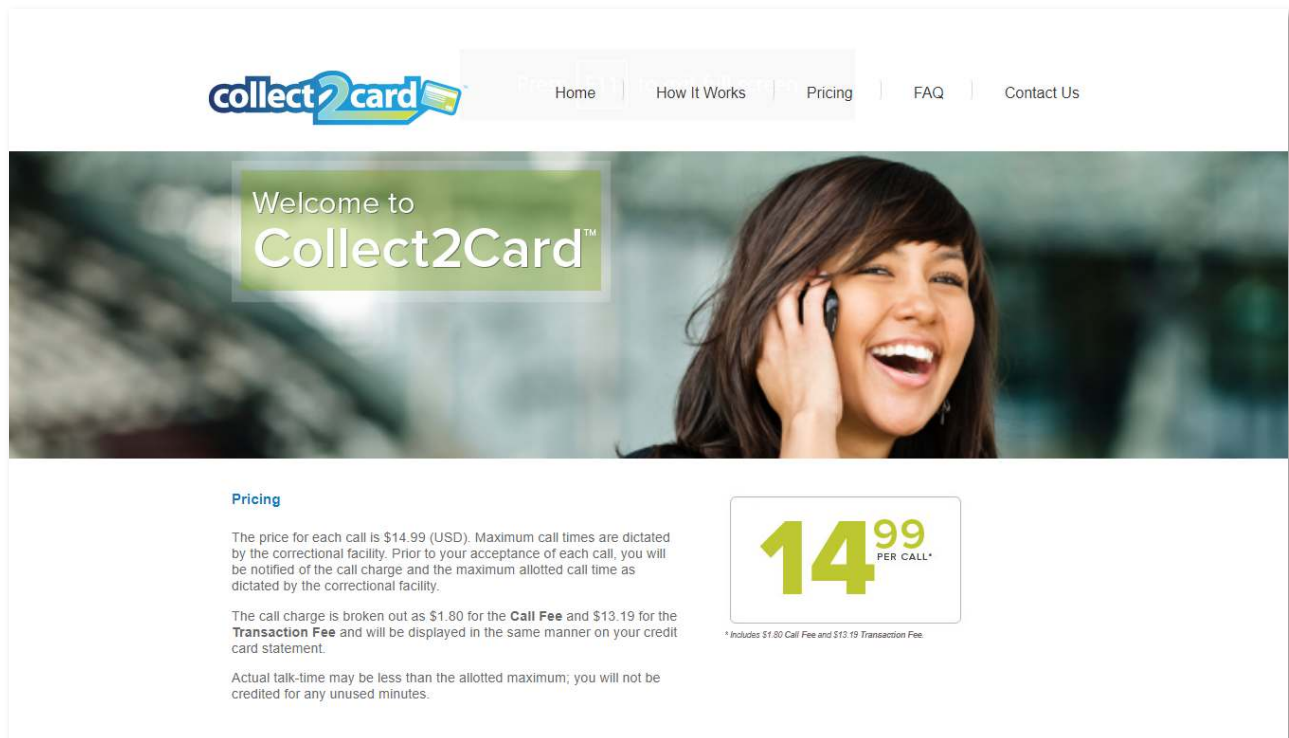 collect2card™
Home
How It Works
Pricing
FAQ
Contact Us
Welcome to
Collect2Card™
Pricing
The price for each call is $14.99 (USD). Maximum call times are dictated
by the correctional facility. Prior to your acceptance of each call, you will
be notified of the call charge and the maximum allotted call time as
dictated by the correctional facility.
The call charge is broken out as $1.80 for the Call Fee and $13.19 for the
Transaction Fee and will be displayed in the same manner on your credit
card statement.
Actual talk-time may be less than the allotted maximum; you will not be
credited for any unused minutes.
14 99
PER CALL*
* Includes $1.80 Call Fee and $13.19 Transaction Fee.